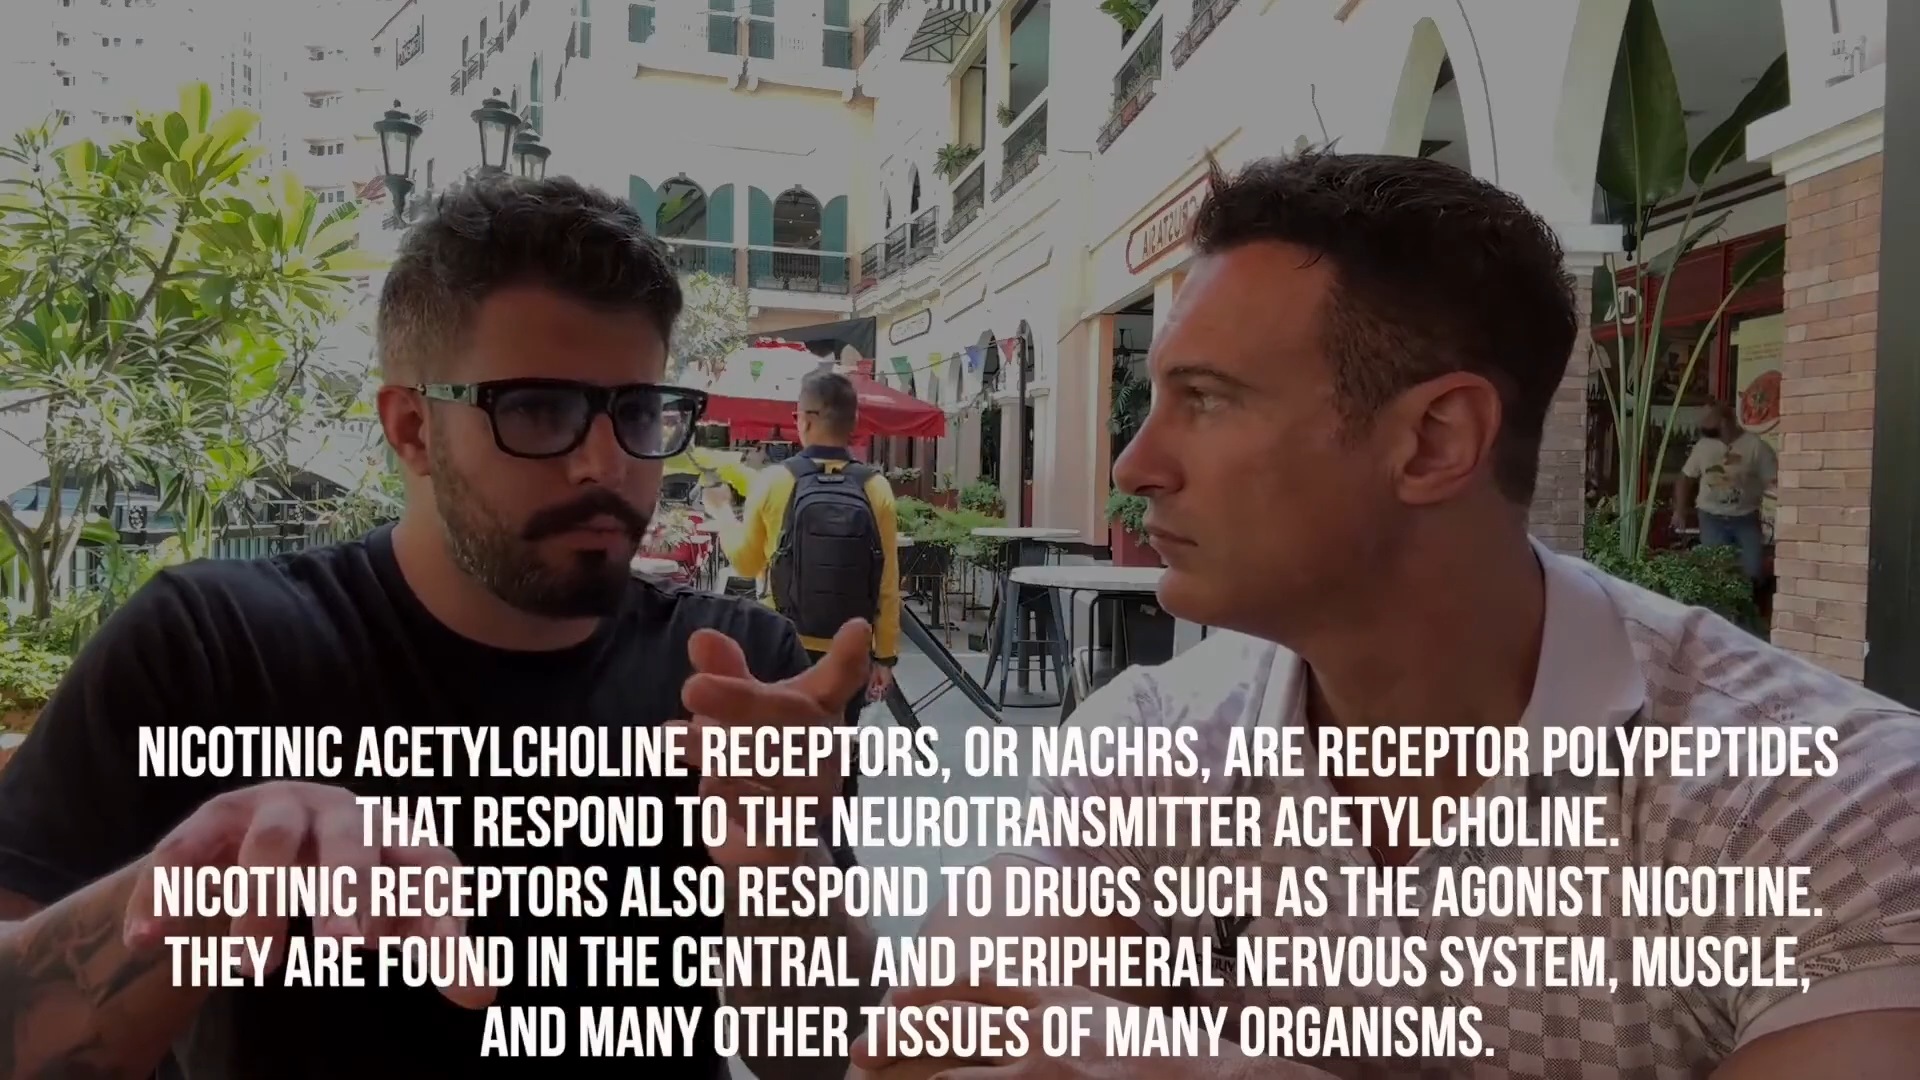 CRUSTASIA
NICOTINIC ACETYLCHOLINE RECEPTORS, OR NACHRS, ARE RECEPTOR POLYPEPTIDES
THAT RESPOND TO THE NEUROTRANSMITTER ACETYLCHOLINE.
NICOTINIC RECEPTORS ALSO RESPOND TO DRUGS SUCH AS THE AGONIST NICOTINE.
THEY ARE FOUND IN THE CENTRAL AND PERIPHERAL NERVOUS SYSTEM, MUSCLE,
AND MANY OTHER TISSUES OF MANY ORGANISMS.